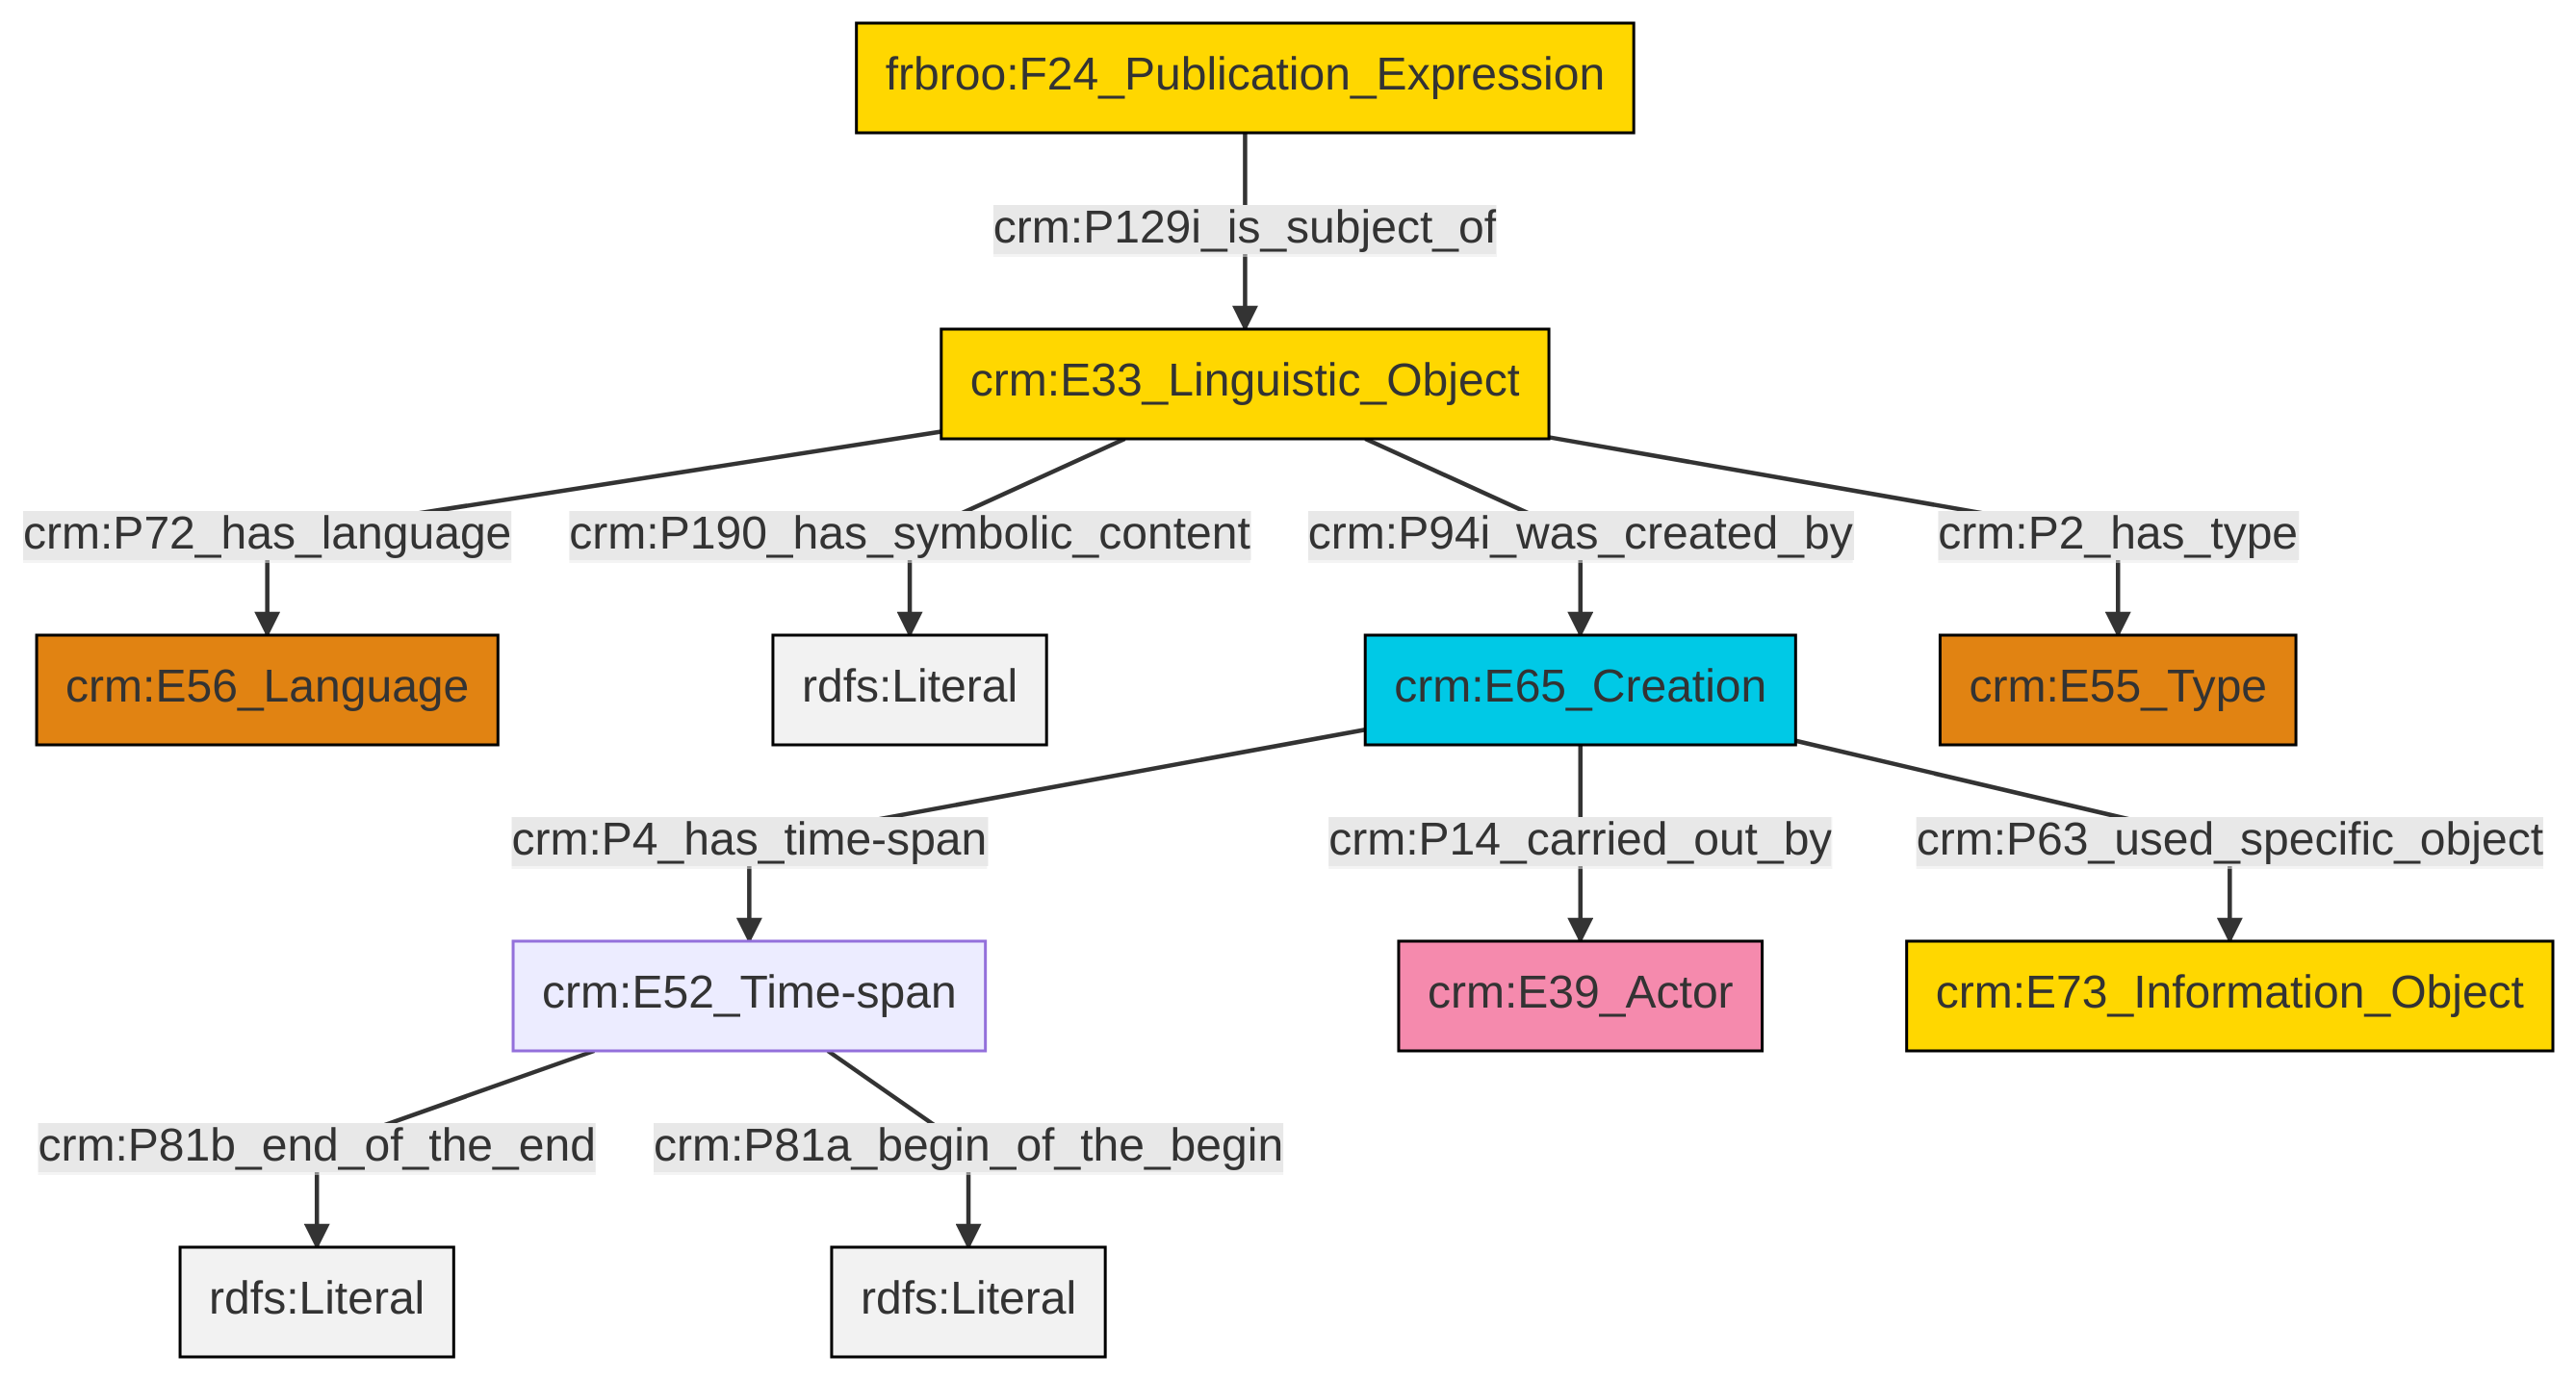 frbroo:F24_Publication_Expression
crm:P129i_is_subject_of
crm:E33_Linguistic_Object
crm:P72_has_language
crm:P190_has_symbolic_content
crm:P94i_was_created_by
crm:P2_has_type
crm:E56_Language
rdfs:Literal
crm:E65_Creation
crm:E55_Type
crm:P4_has_time-span
crm:P14_carried_out_by
crm:P63_used_specific_object
crm:E52_Time-span
crm:E39_Actor
crm:E73_Information_Object
crm:P81b_end_of_the_end
crm:P81a_begin_of_the_begin
rdfs:Literal
rdfs:Literal